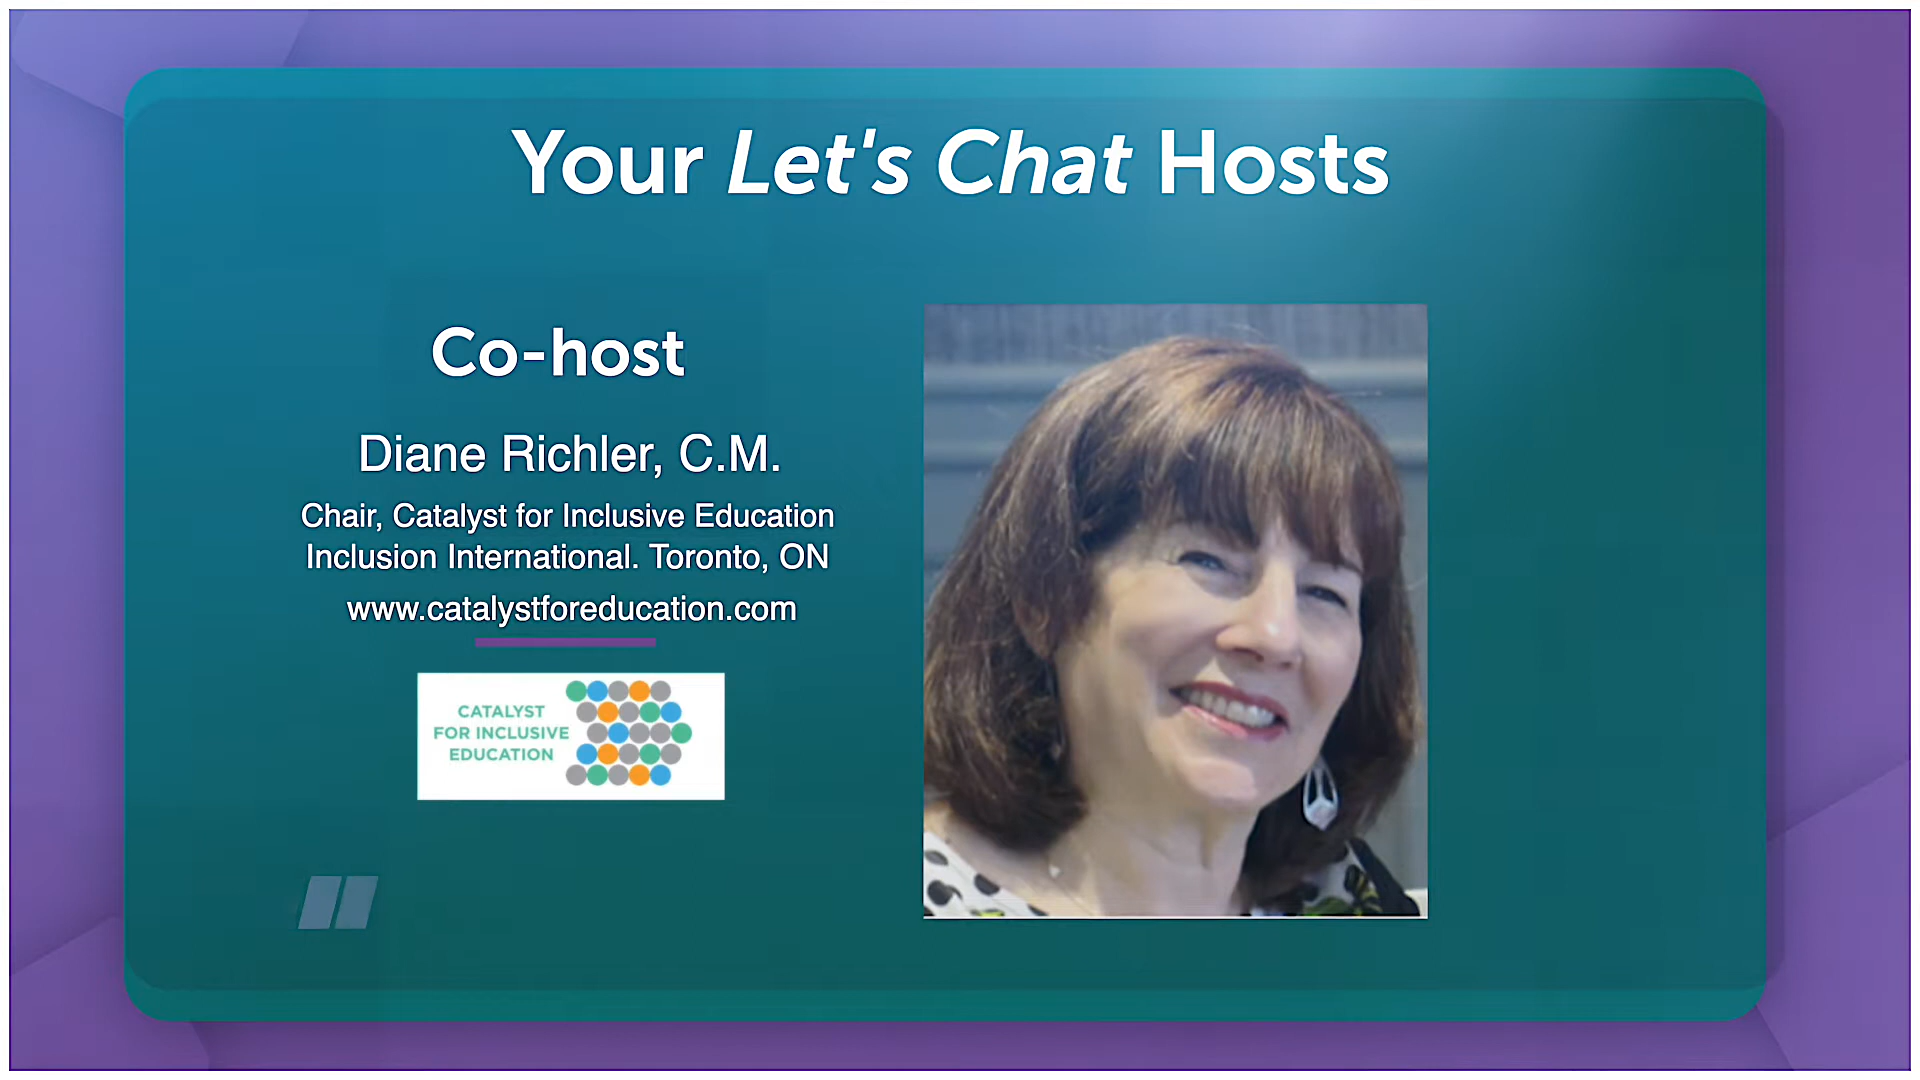 Your Let's Chat Hosts
Co-host
Diane Richler, C.M.
Chair, Catalyst for Inclusive Education
Inclusion International. Toronto, ON
www.catalystforeducation.com
CATALYST
FOR INCLUSIVE
EDUCATION